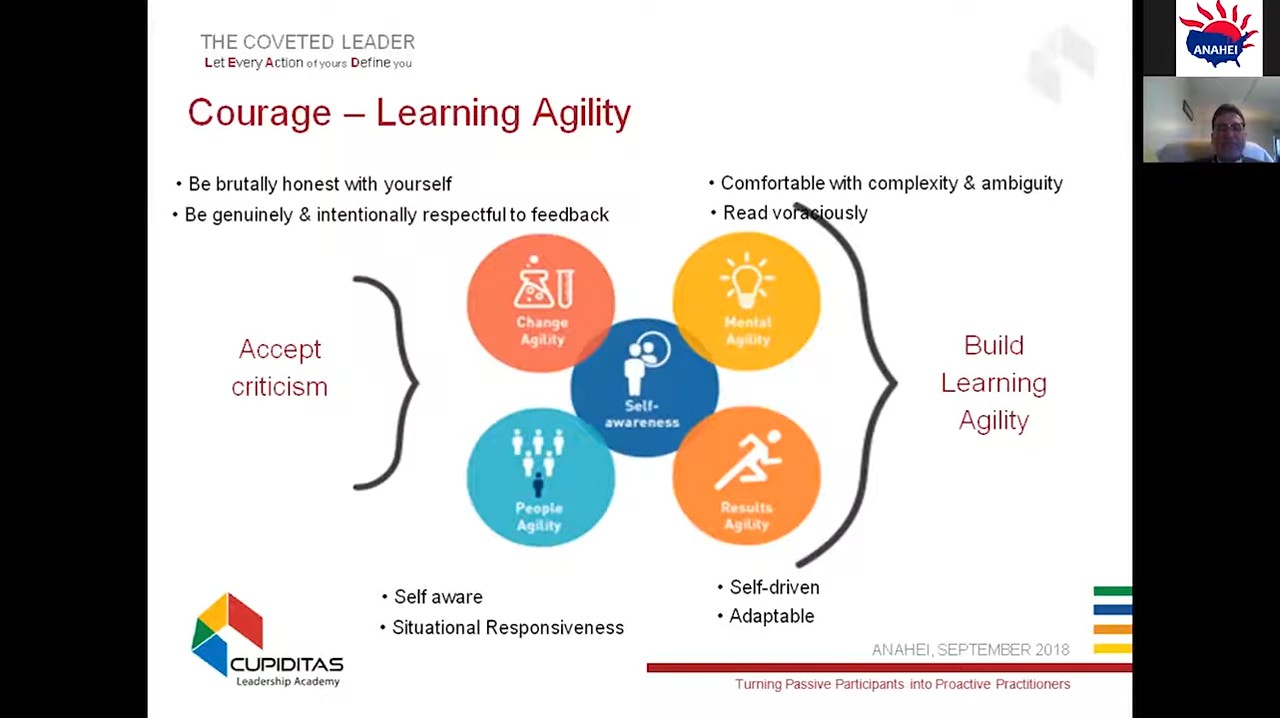 THE COVETED LEADER
Let Every Action of yours Define you
Courage – Learning Agility
• Be brutally honest with yourself
• Be genuinely & intentionally respectful to feedback
• Comfortable with complexity & ambiguity
• Read voraciously
Change
Agility
Mental
Agility
Accept
criticism
Self-
awareness
Build
Learning
Agility
People
Agility
Results
Agility
• Self aware
• Situational Responsiveness
• Self-driven
• Adaptable
CUPIDITAS
Leadership Academy
ANAHEI, SEPTEMBER 2018
Turning Passive Participants into Proactive Practitioners
ANAHEI